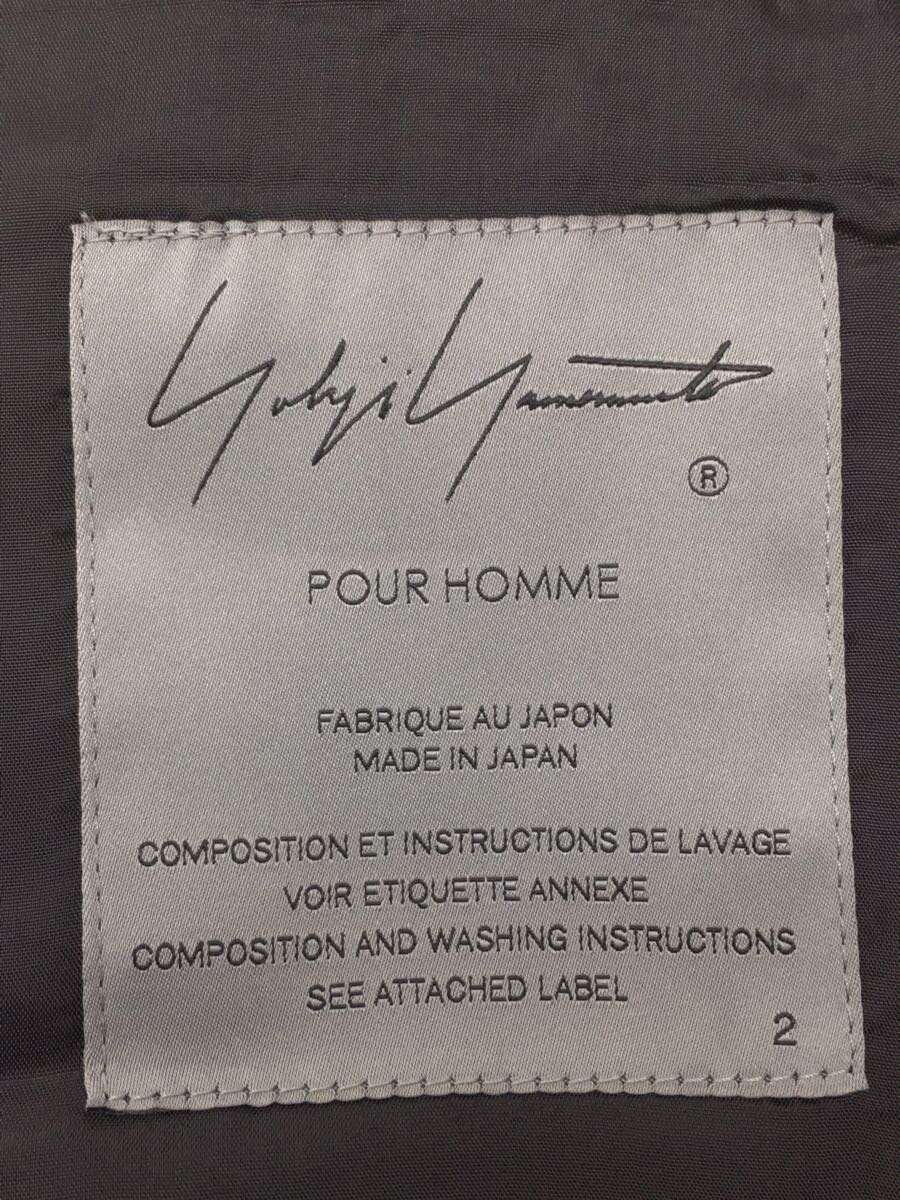 Yohji Yamamoto
®
POUR HOMME
FABRIQUE AU JAPON
MADE IN JAPAN
COMPOSITION ET INSTRUCTIONS DE LAVAGE
VOIR ETIQUETTE ANNEXE
COMPOSITION AND WASHING INSTRUCTIONS
SEE ATTACHED LABEL
2